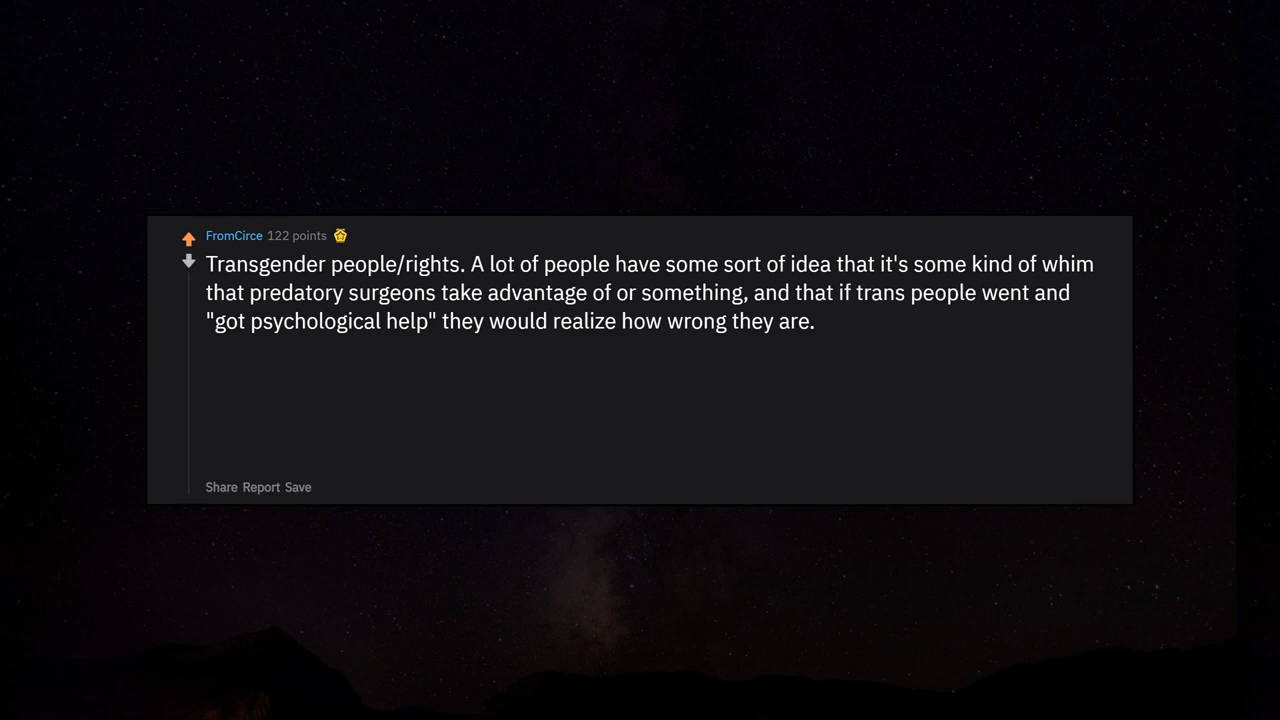 FromCirce 122 points
Transgender people/rights. A lot of people have some sort of idea that it's some kind of whim
that predatory surgeons take advantage of or something, and that if trans people went and
"got psychological help" they would realize how wrong they are.
Share Report Save